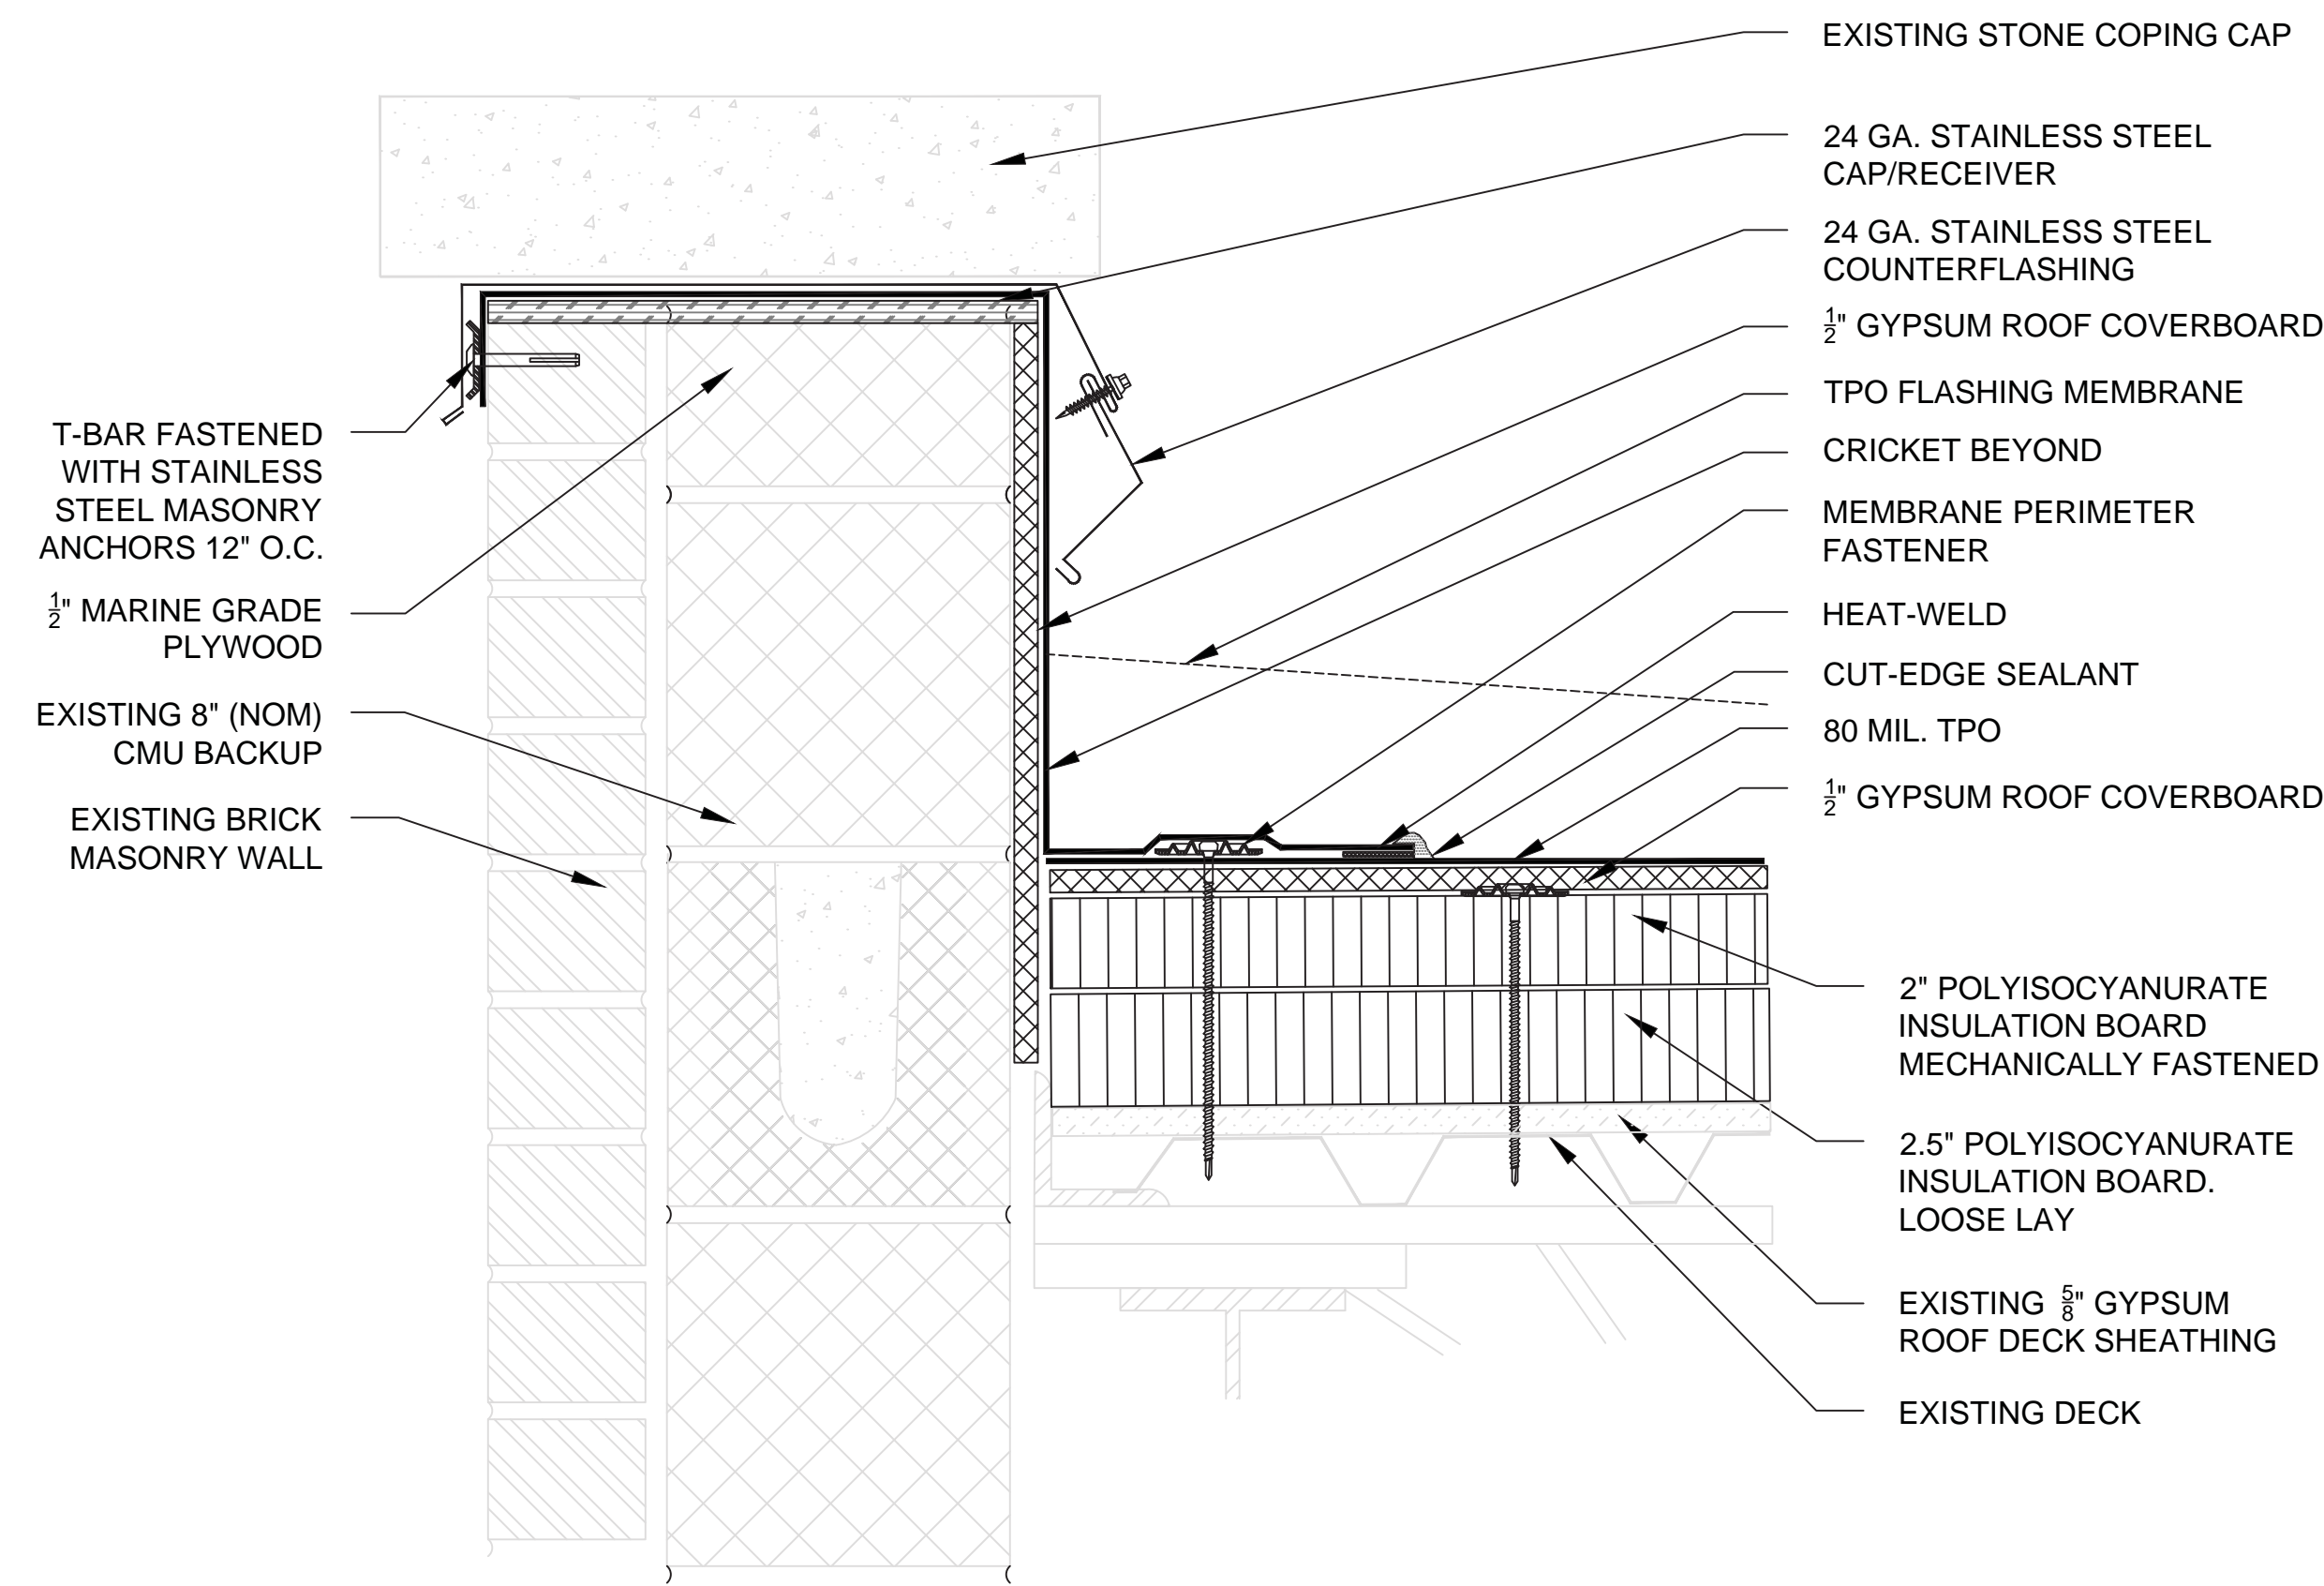 EXISTING STONE COPING CAP
24 GA. STAINLESS STEEL
CAP/RECEIVER
24 GA. STAINLESS STEEL
COUNTERFLASHING
½" GYPSUM ROOF COVERBOARD
TPO FLASHING MEMBRANE
CRICKET BEYOND
MEMBRANE PERIMETER
FASTENER
HEAT-WELD
CUT-EDGE SEALANT
80 MIL. TPO
½" GYPSUM ROOF COVERBOARD
2" POLYISOCYANURATE
INSULATION BOARD
MECHANICALLY FASTENED
2.5" POLYISOCYANURATE
INSULATION BOARD.
LOOSE LAY
EXISTING ⅝" GYPSUM
ROOF DECK SHEATHING
EXISTING DECK
T-BAR FASTENED
WITH STAINLESS
STEEL MASONRY
ANCHORS 12" O.C.
½" MARINE GRADE
PLYWOOD
EXISTING 8" (NOM)
CMU BACKUP
EXISTING BRICK
MASONRY WALL